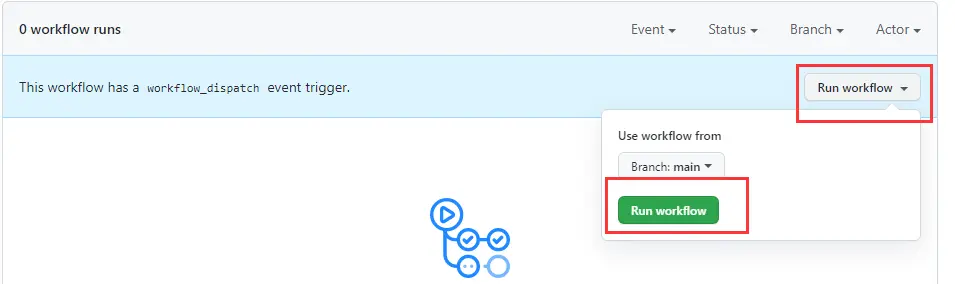 0 workflow runs
Event Status Branch Actor
This workflow has a workflow_dispatch event trigger.
Run workflow
Use workflow from
Branch: main
Run workflow